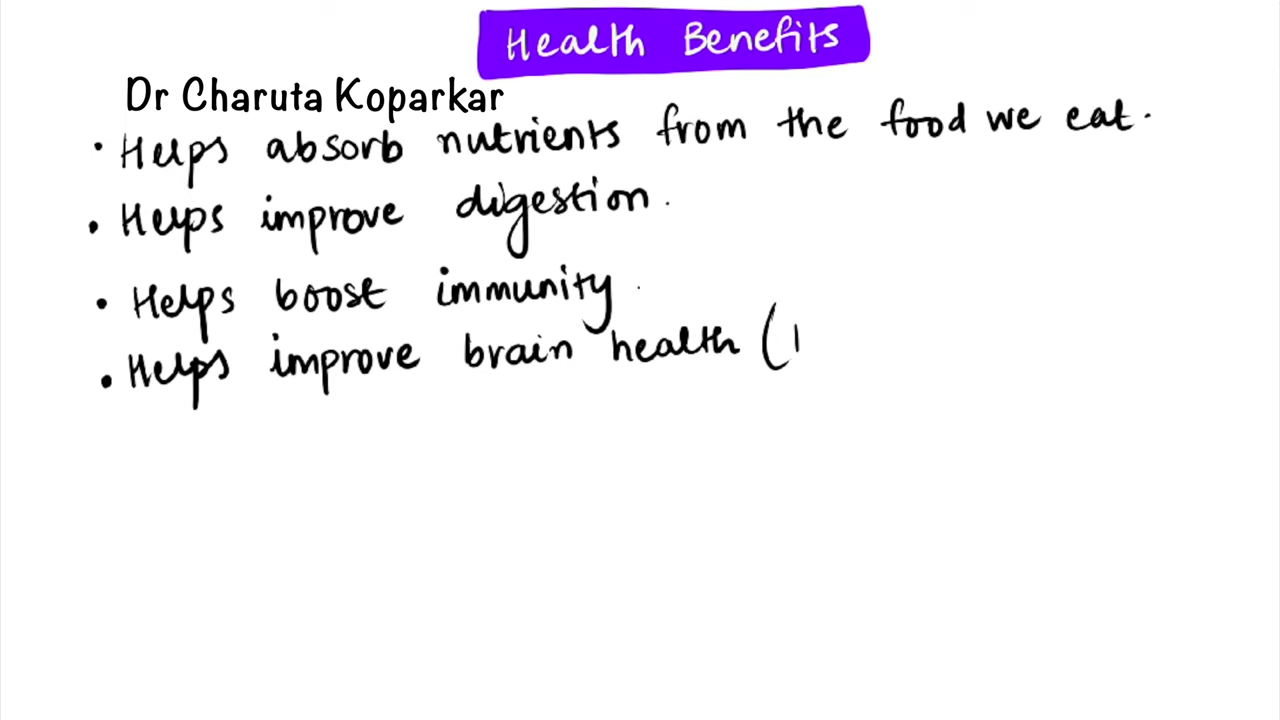 Health Benefits
Dr Charuta Koparkar
• Helps absorb nutrients from the food we eat.
• Helps improve digestion.
• Helps boost immunity.
• Helps improve brain health (